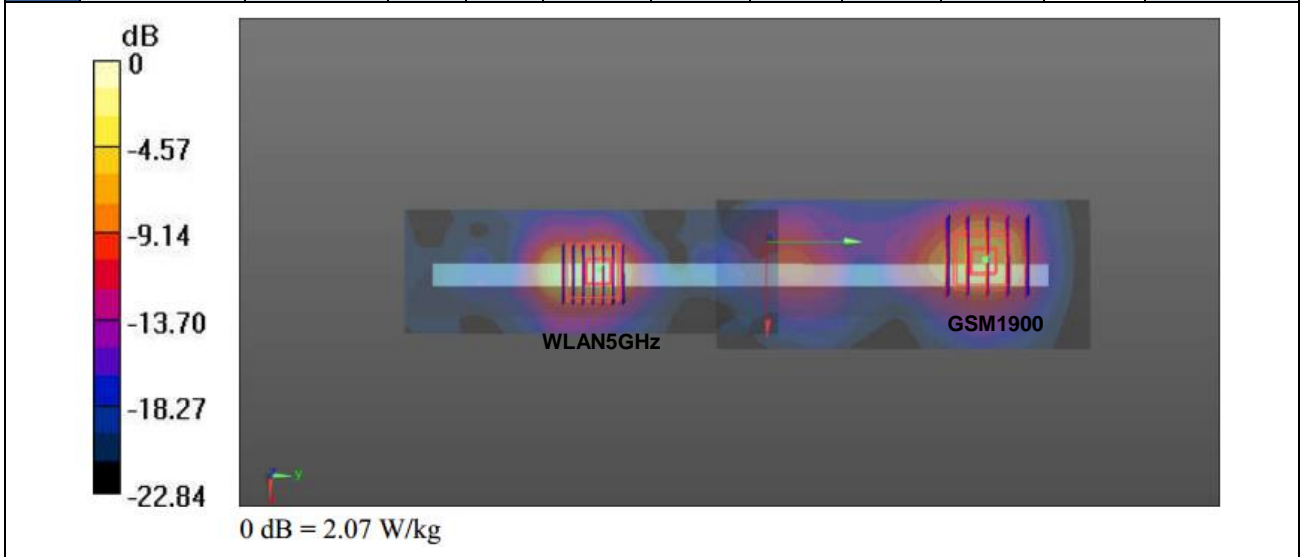 dB
0
-4.57
-9.14
-13.70
-18.27
-22.84
WLAN5GHz
GSM1900
y
0 dB = 2.07 W/kg